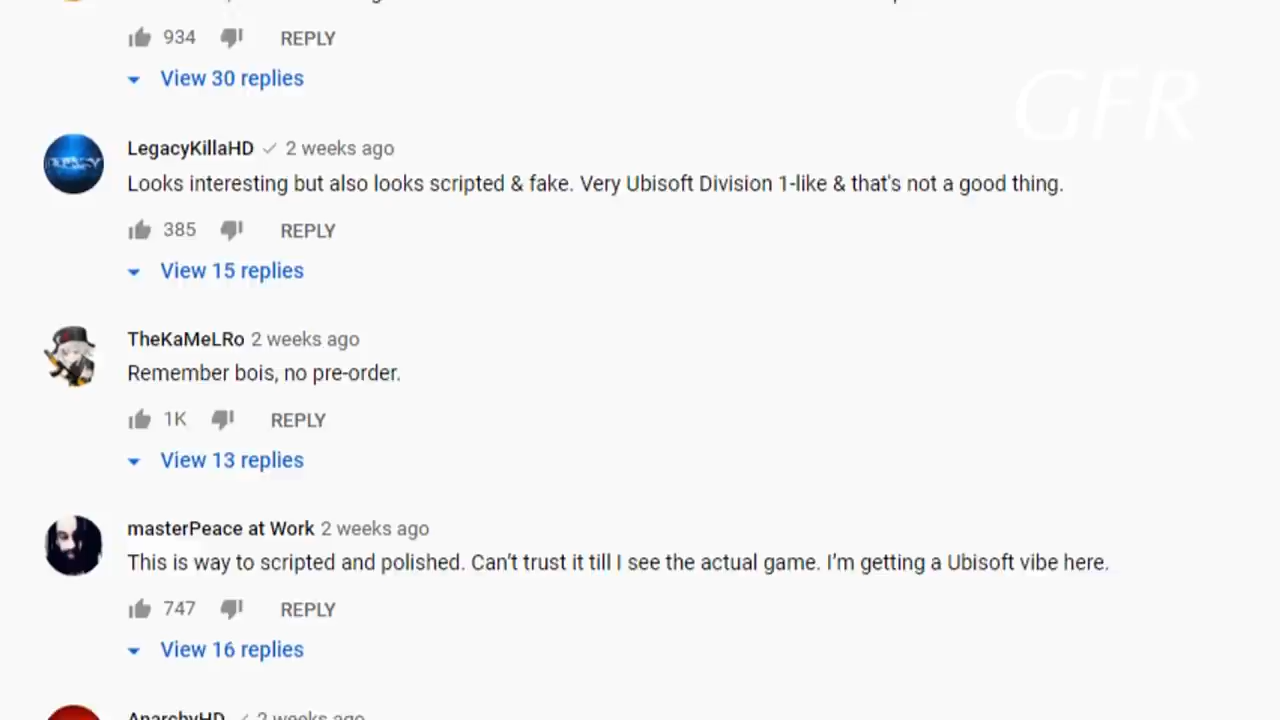 934 REPLY
View 30 replies
GFR
LegacyKillaHD 2 weeks ago
Looks interesting but also looks scripted & fake. Very Ubisoft Division 1-like & that's not a good thing.
385 REPLY
View 15 replies
TheKaMeLRo 2 weeks ago
Remember bois, no pre-order.
1K REPLY
View 13 replies
masterPeace at Work 2 weeks ago
This is way to scripted and polished. Can't trust it till I see the actual game. I'm getting a Ubisoft vibe here.
747 REPLY
View 16 replies
AnarchyHD 2 weeks ago